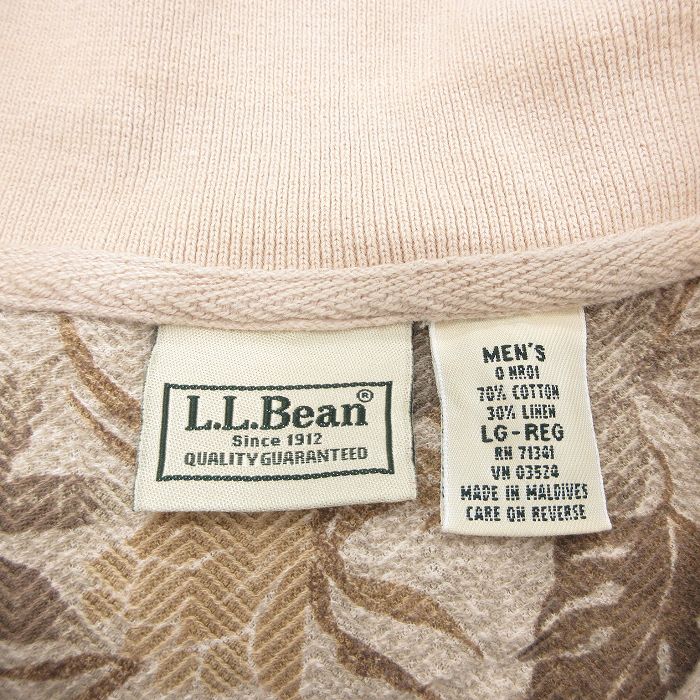 L.L.Bean®
Since 1912
QUALITY GUARANTEED
MEN'S
0 NR01
70% COTTON
30% LINEN
LG-REG
RN 71341
VN 03524
MADE IN MALDIVES
CARE ON REVERSE